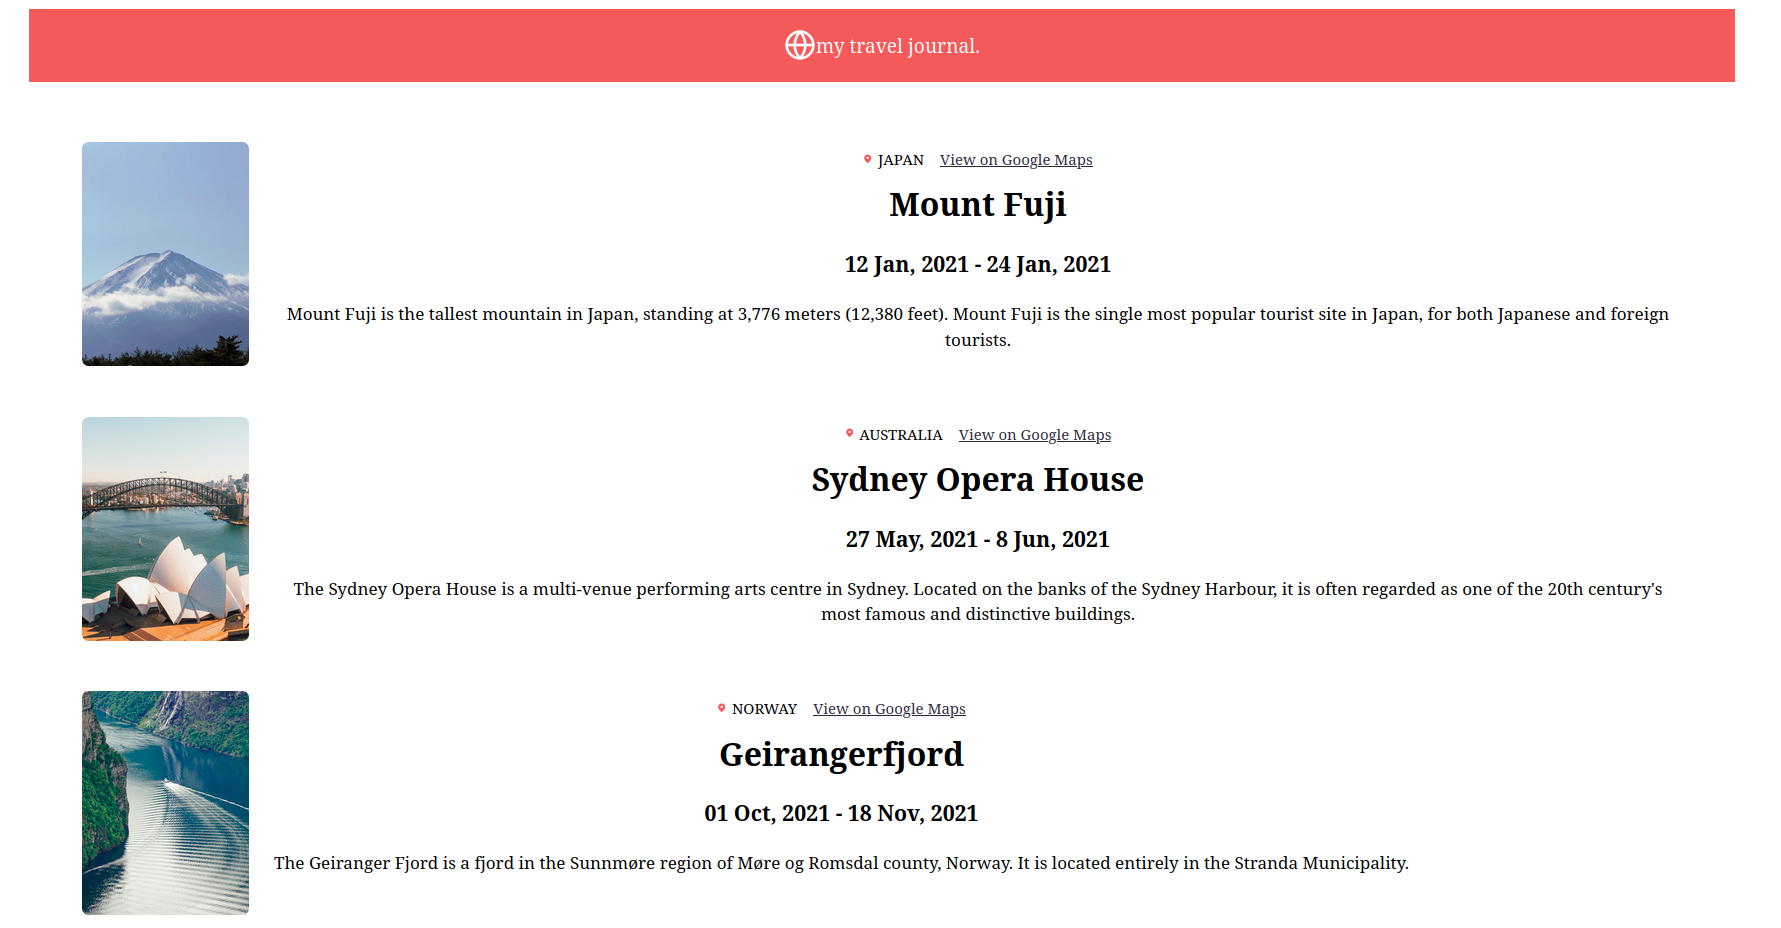 my travel journal.
JAPAN View on Google Maps
Mount Fuji
12 Jan, 2021 - 24 Jan, 2021
Mount Fuji is the tallest mountain in Japan, standing at 3,776 meters (12,380 feet). Mount Fuji is the single most popular tourist site in Japan, for both Japanese and foreign
tourists.
AUSTRALIA View on Google Maps
Sydney Opera House
27 May, 2021 - 8 Jun, 2021
The Sydney Opera House is a multi-venue performing arts centre in Sydney. Located on the banks of the Sydney Harbour, it is often regarded as one of the 20th century's
most famous and distinctive buildings.
NORWAY View on Google Maps
Geirangerfjord
01 Oct, 2021 - 18 Nov, 2021
The Geiranger Fjord is a fjord in the Sunnmøre region of Møre og Romsdal county, Norway. It is located entirely in the Stranda Municipality.